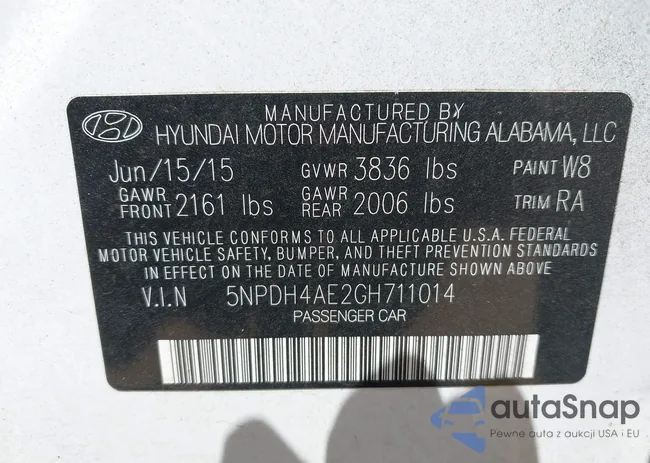 MANUFACTURED BY
HYUNDAI MOTOR MANUFACTURING ALABAMA, LLC
Jun/15/15 GVWR 3836 lbs PAINT W8
GAWR FRONT 2161 lbs GAWR REAR 2006 lbs TRIM RA
THIS VEHICLE CONFORMS TO ALL APPLICABLE U.S.A. FEDERAL
MOTOR VEHICLE SAFETY, BUMPER, AND THEFT PREVENTION STANDARDS
IN EFFECT ON THE DATE OF MANUFACTURE SHOWN ABOVE.
V.I.N 5NPDH4AE2GH711014
PASSENGER CAR
autaSnap
Pewne auta z aukcji USA i EU